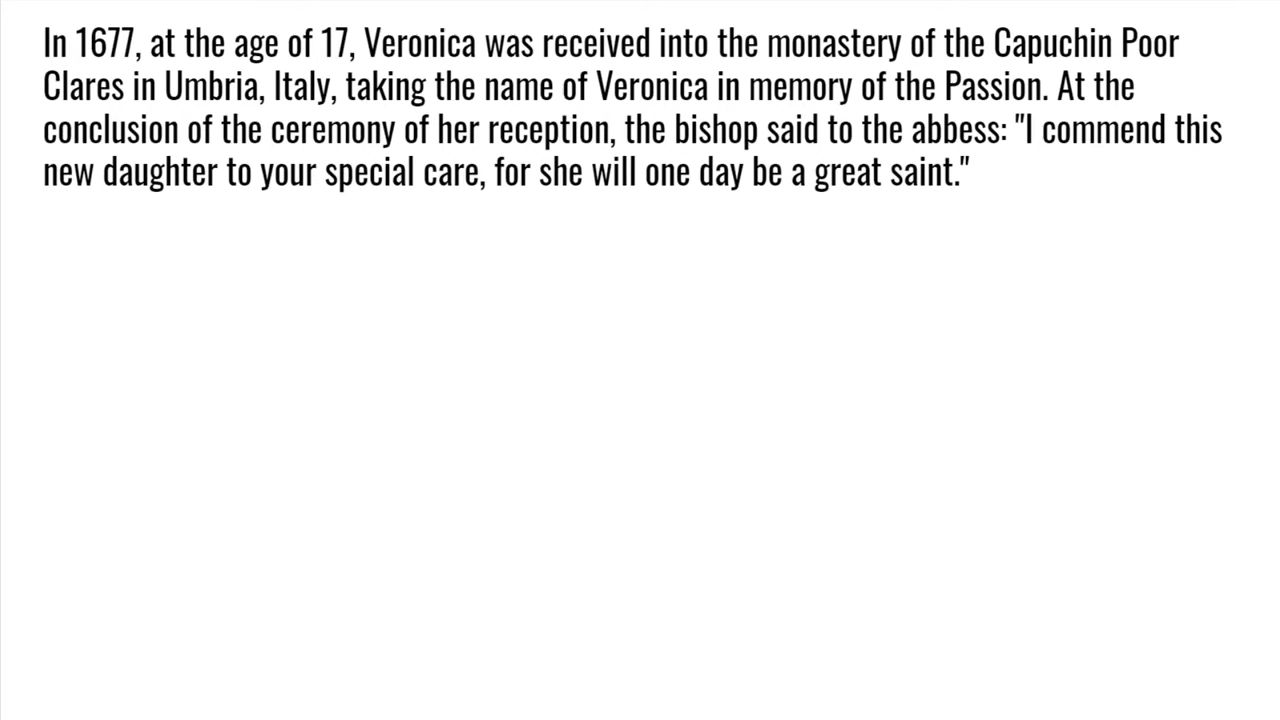 In 1677, at the age of 17, Veronica was received into the monastery of the Capuchin Poor
Clares in Umbria, Italy, taking the name of Veronica in memory of the Passion. At the
conclusion of the ceremony of her reception, the bishop said to the abbess: "I commend this
new daughter to your special care, for she will one day be a great saint."